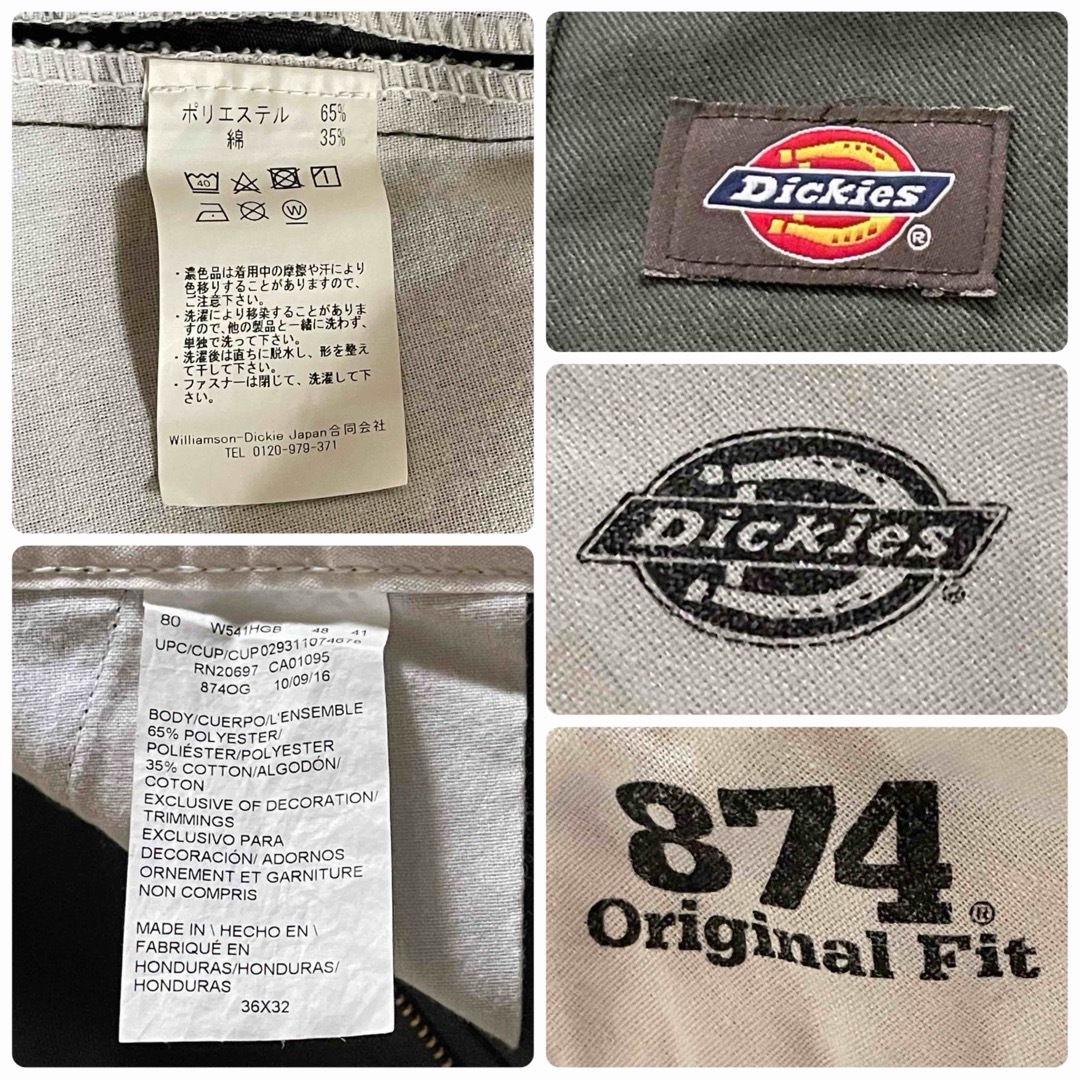 ポリエステル 65%
綿 35%
40
W
・濃色品は着用中の摩擦や汗により
色移りすることがありますので、
ご注意下さい。
・洗濯により移染することがありま
すので、他の製品と一緒に洗わず、
単独で洗って下さい。
・洗濯後は直ちに脱水し、形を整え
て干して下さい。
・ファスナーは閉じて、洗濯して下
さい。
Williamson-Dickie Japan合同会社
TEL 0120-979-371
Dickies
®
Dickies
®
80 W541HGB 48 41
UPC/CUP/CUP029311074678
RN20697 CA01095
874OG 10/09/16
BODY/CUERPO/L'ENSEMBLE
65% POLYESTER/
POLIÉSTER/POLYESTER
35% COTTON/ALGODÓN/
COTON
EXCLUSIVE OF DECORATION/
TRIMMINGS
EXCLUSIVO PARA
DECORACIÓN/ ADORNOS
ORNEMENT ET GARNITURE
NON COMPRIS
MADE IN \ HECHO EN \
FABRIQUÉ EN
HONDURAS/HONDURAS/
HONDURAS
36X32
874®
Original Fit